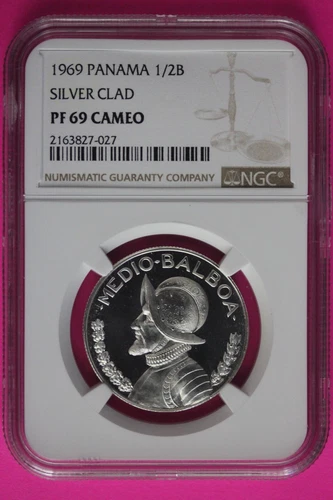 1969 PANAMA 1/2B
SILVER CLAD
PF 69 CAMEO
2163827-027
NUMISMATIC GUARANTY COMPANY
NGC
MEDIO·BALBOA